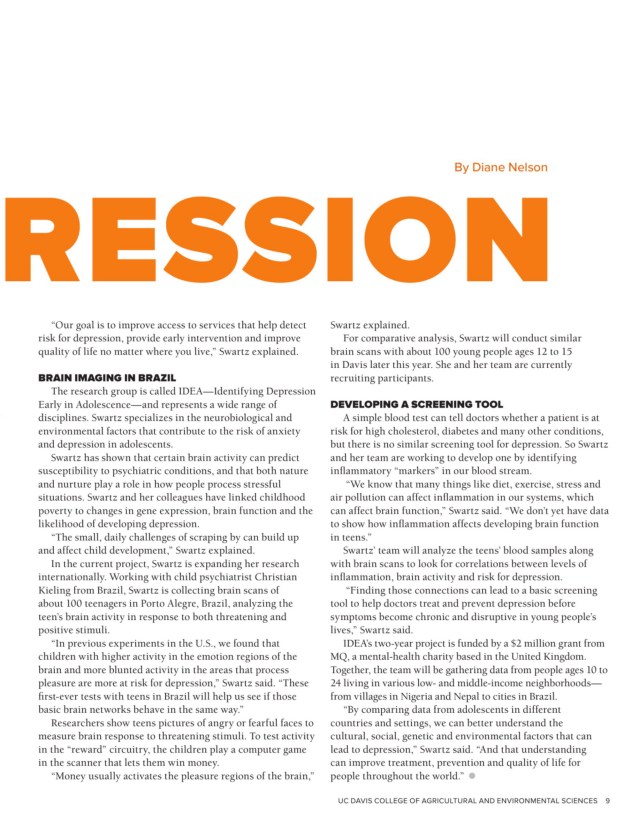 By Diane Nelson
RESSION
“Our goal is to improve access to services that help detect
risk for depression, provide early intervention and improve
quality of life no matter where you live,” Swartz explained.
BRAIN IMAGING IN BRAZIL
The research group is called IDEA—Identifying Depression
Early in Adolescence—and represents a wide range of
disciplines. Swartz specializes in the neurobiological and
environmental factors that contribute to the risk of anxiety
and depression in adolescents.
Swartz has shown that certain brain activity can predict
susceptibility to psychiatric conditions, and that both nature
and nurture play a role in how people process stressful
situations. Swartz and her colleagues have linked childhood
poverty to changes in gene expression, brain function and the
likelihood of developing depression.
“The small, daily challenges of scraping by can build up
and affect child development,” Swartz explained.
In the current project, Swartz is expanding her research
internationally. Working with child psychiatrist Christian
Kieling from Brazil, Swartz is collecting brain scans of
about 100 teenagers in Porto Alegre, Brazil, analyzing the
teen’s brain activity in response to both threatening and
positive stimuli.
“In previous experiments in the U.S., we found that
children with higher activity in the emotion regions of the
brain and more blunted activity in the areas that process
pleasure are more at risk for depression,” Swartz said. “These
first-ever tests with teens in Brazil will help us see if those
basic brain networks behave in the same way.”
Researchers show teens pictures of angry or fearful faces to
measure brain response to threatening stimuli. To test activity
in the “reward” circuitry, the children play a computer game
in the scanner that lets them win money.
“Money usually activates the pleasure regions of the brain,”
Swartz explained.
For comparative analysis, Swartz will conduct similar
brain scans with about 100 young people ages 12 to 15
in Davis later this year. She and her team are currently
recruiting participants.
DEVELOPING A SCREENING TOOL
A simple blood test can tell doctors whether a patient is at
risk for high cholesterol, diabetes and many other conditions,
but there is no similar screening tool for depression. So Swartz
and her team are working to develop one by identifying
inflammatory “markers” in our blood stream.
“We know that many things like diet, exercise, stress and
air pollution can affect inflammation in our systems, which
can affect brain function,” Swartz said. “We don’t yet have data
to show how inflammation affects developing brain function
in teens.”
Swartz’ team will analyze the teens’ blood samples along
with brain scans to look for correlations between levels of
inflammation, brain activity and risk for depression.
“Finding those connections can lead to a basic screening
tool to help doctors treat and prevent depression before
symptoms become chronic and disruptive in young people’s
lives,” Swartz said.
IDEA’s two-year project is funded by a $2 million grant from
MQ, a mental-health charity based in the United Kingdom.
Together, the team will be gathering data from people ages 10 to
24 living in various low- and middle-income neighborhoods—
from villages in Nigeria and Nepal to cities in Brazil.
“By comparing data from adolescents in different
countries and settings, we can better understand the
cultural, social, genetic and environmental factors that can
lead to depression,” Swartz said. “And that understanding
can improve treatment, prevention and quality of life for
people throughout the world.”
UC DAVIS COLLEGE OF AGRICULTURAL AND ENVIRONMENTAL SCIENCES 9